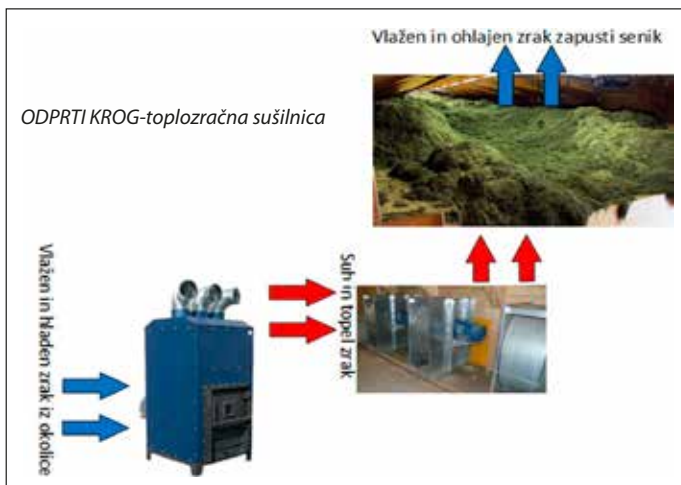 Vlažen in ohlajen zrak zapusti senik
ODPRTI KROG-toplozračna sušilnica
Vlažen in hladen zrak iz okolice
Suh in topel zrak